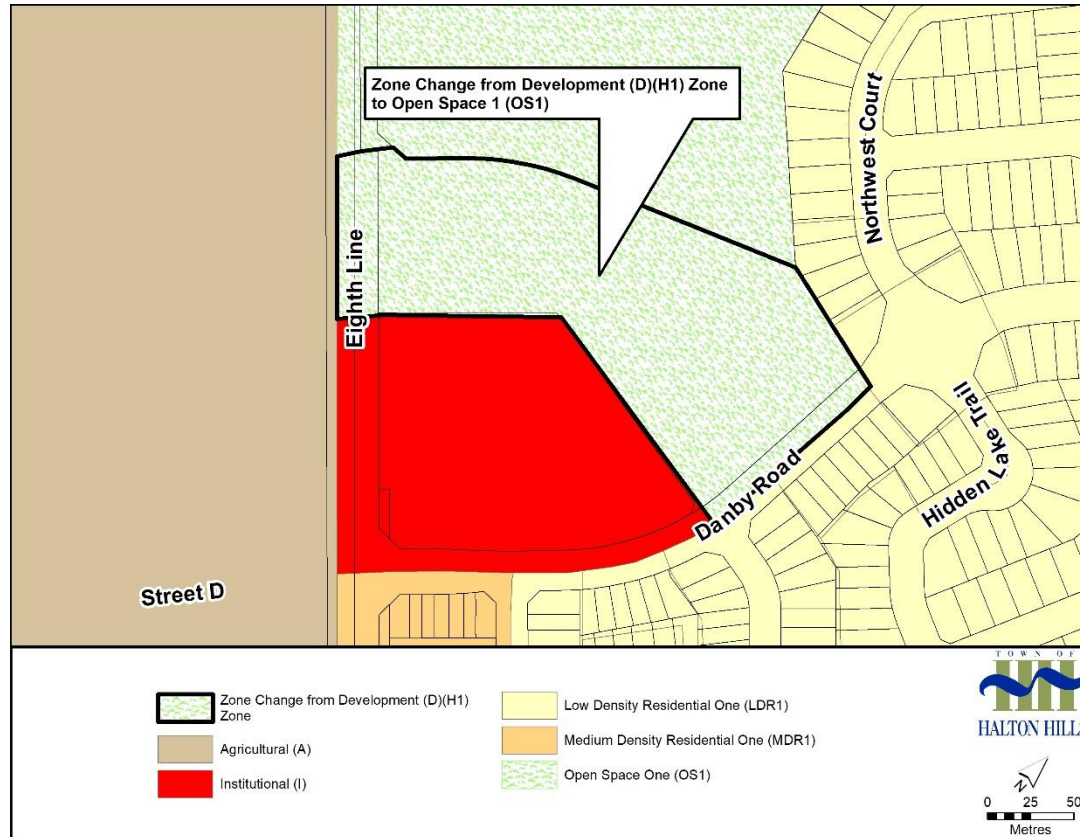 Zone Change from Development (D)(H1) Zone
to Open Space 1 (OS1)
Northwest Court
Eighth Line
Hidden Lake Trail
Danby Road
Street D
Zone Change from Development (D)(H1)
Zone
Agricultural (A)
Institutional (I)
Low Density Residential One (LDR1)
Medium Density Residential One (MDR1)
Open Space One (OS1)
TOWN OF
HALTON HILL
N
0 25 50
Metres